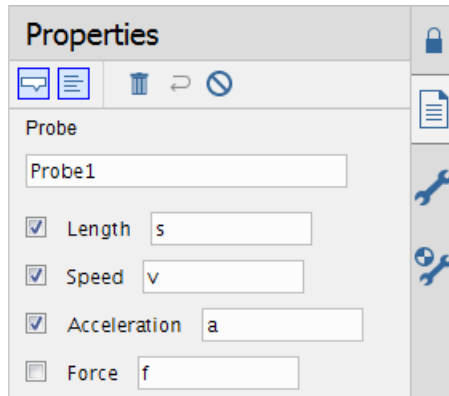 Properties
Probe
Probe1
Length s
Speed v
Acceleration a
Force f